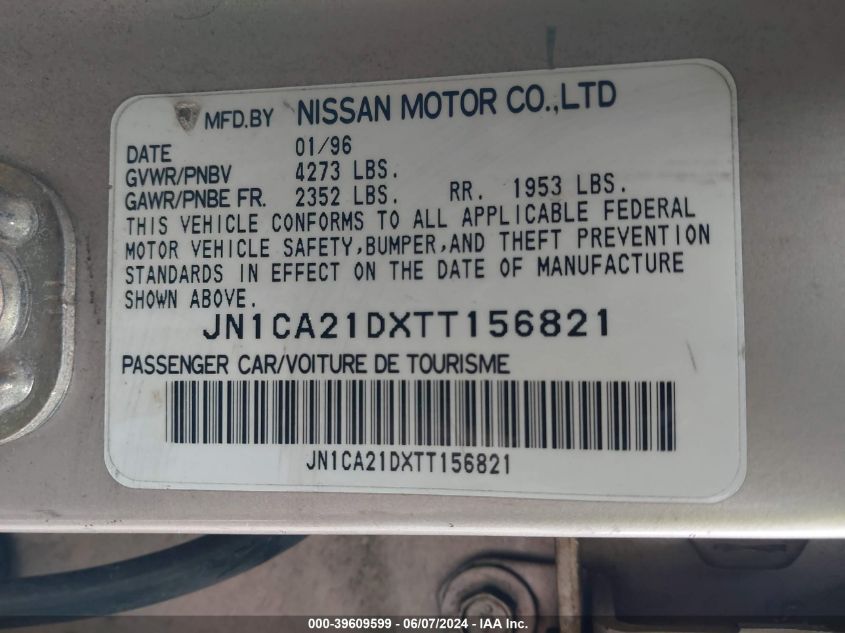 MFD.BY NISSAN MOTOR CO.,LTD
DATE 01/96
GVWR/PNBV 4273 LBS.
GAWR/PNBE FR. 2352 LBS. RR. 1953 LBS.
THIS VEHICLE CONFORMS TO ALL APPLICABLE FEDERAL
MOTOR VEHICLE SAFETY,BUMPER,AND THEFT PREVENTION
STANDARDS IN EFFECT ON THE DATE OF MANUFACTURE
SHOWN ABOVE.
JN1CA21DXTT156821
PASSENGER CAR/VOITURE DE TOURISME
JN1CA21DXTT156821
000-39609599 - 06/07/2024 - IAA Inc.